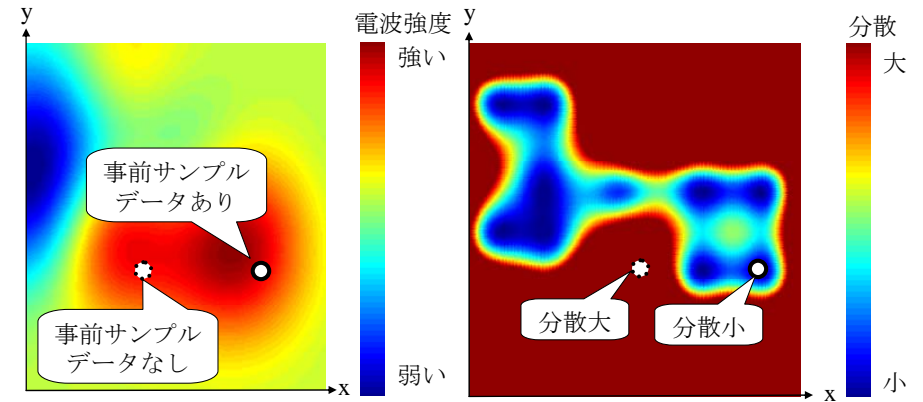 y
電波強度
強い
弱い
x
事前サンプル
データあり
事前サンプル
データなし
y
分散
大
小
x
分散大
分散小